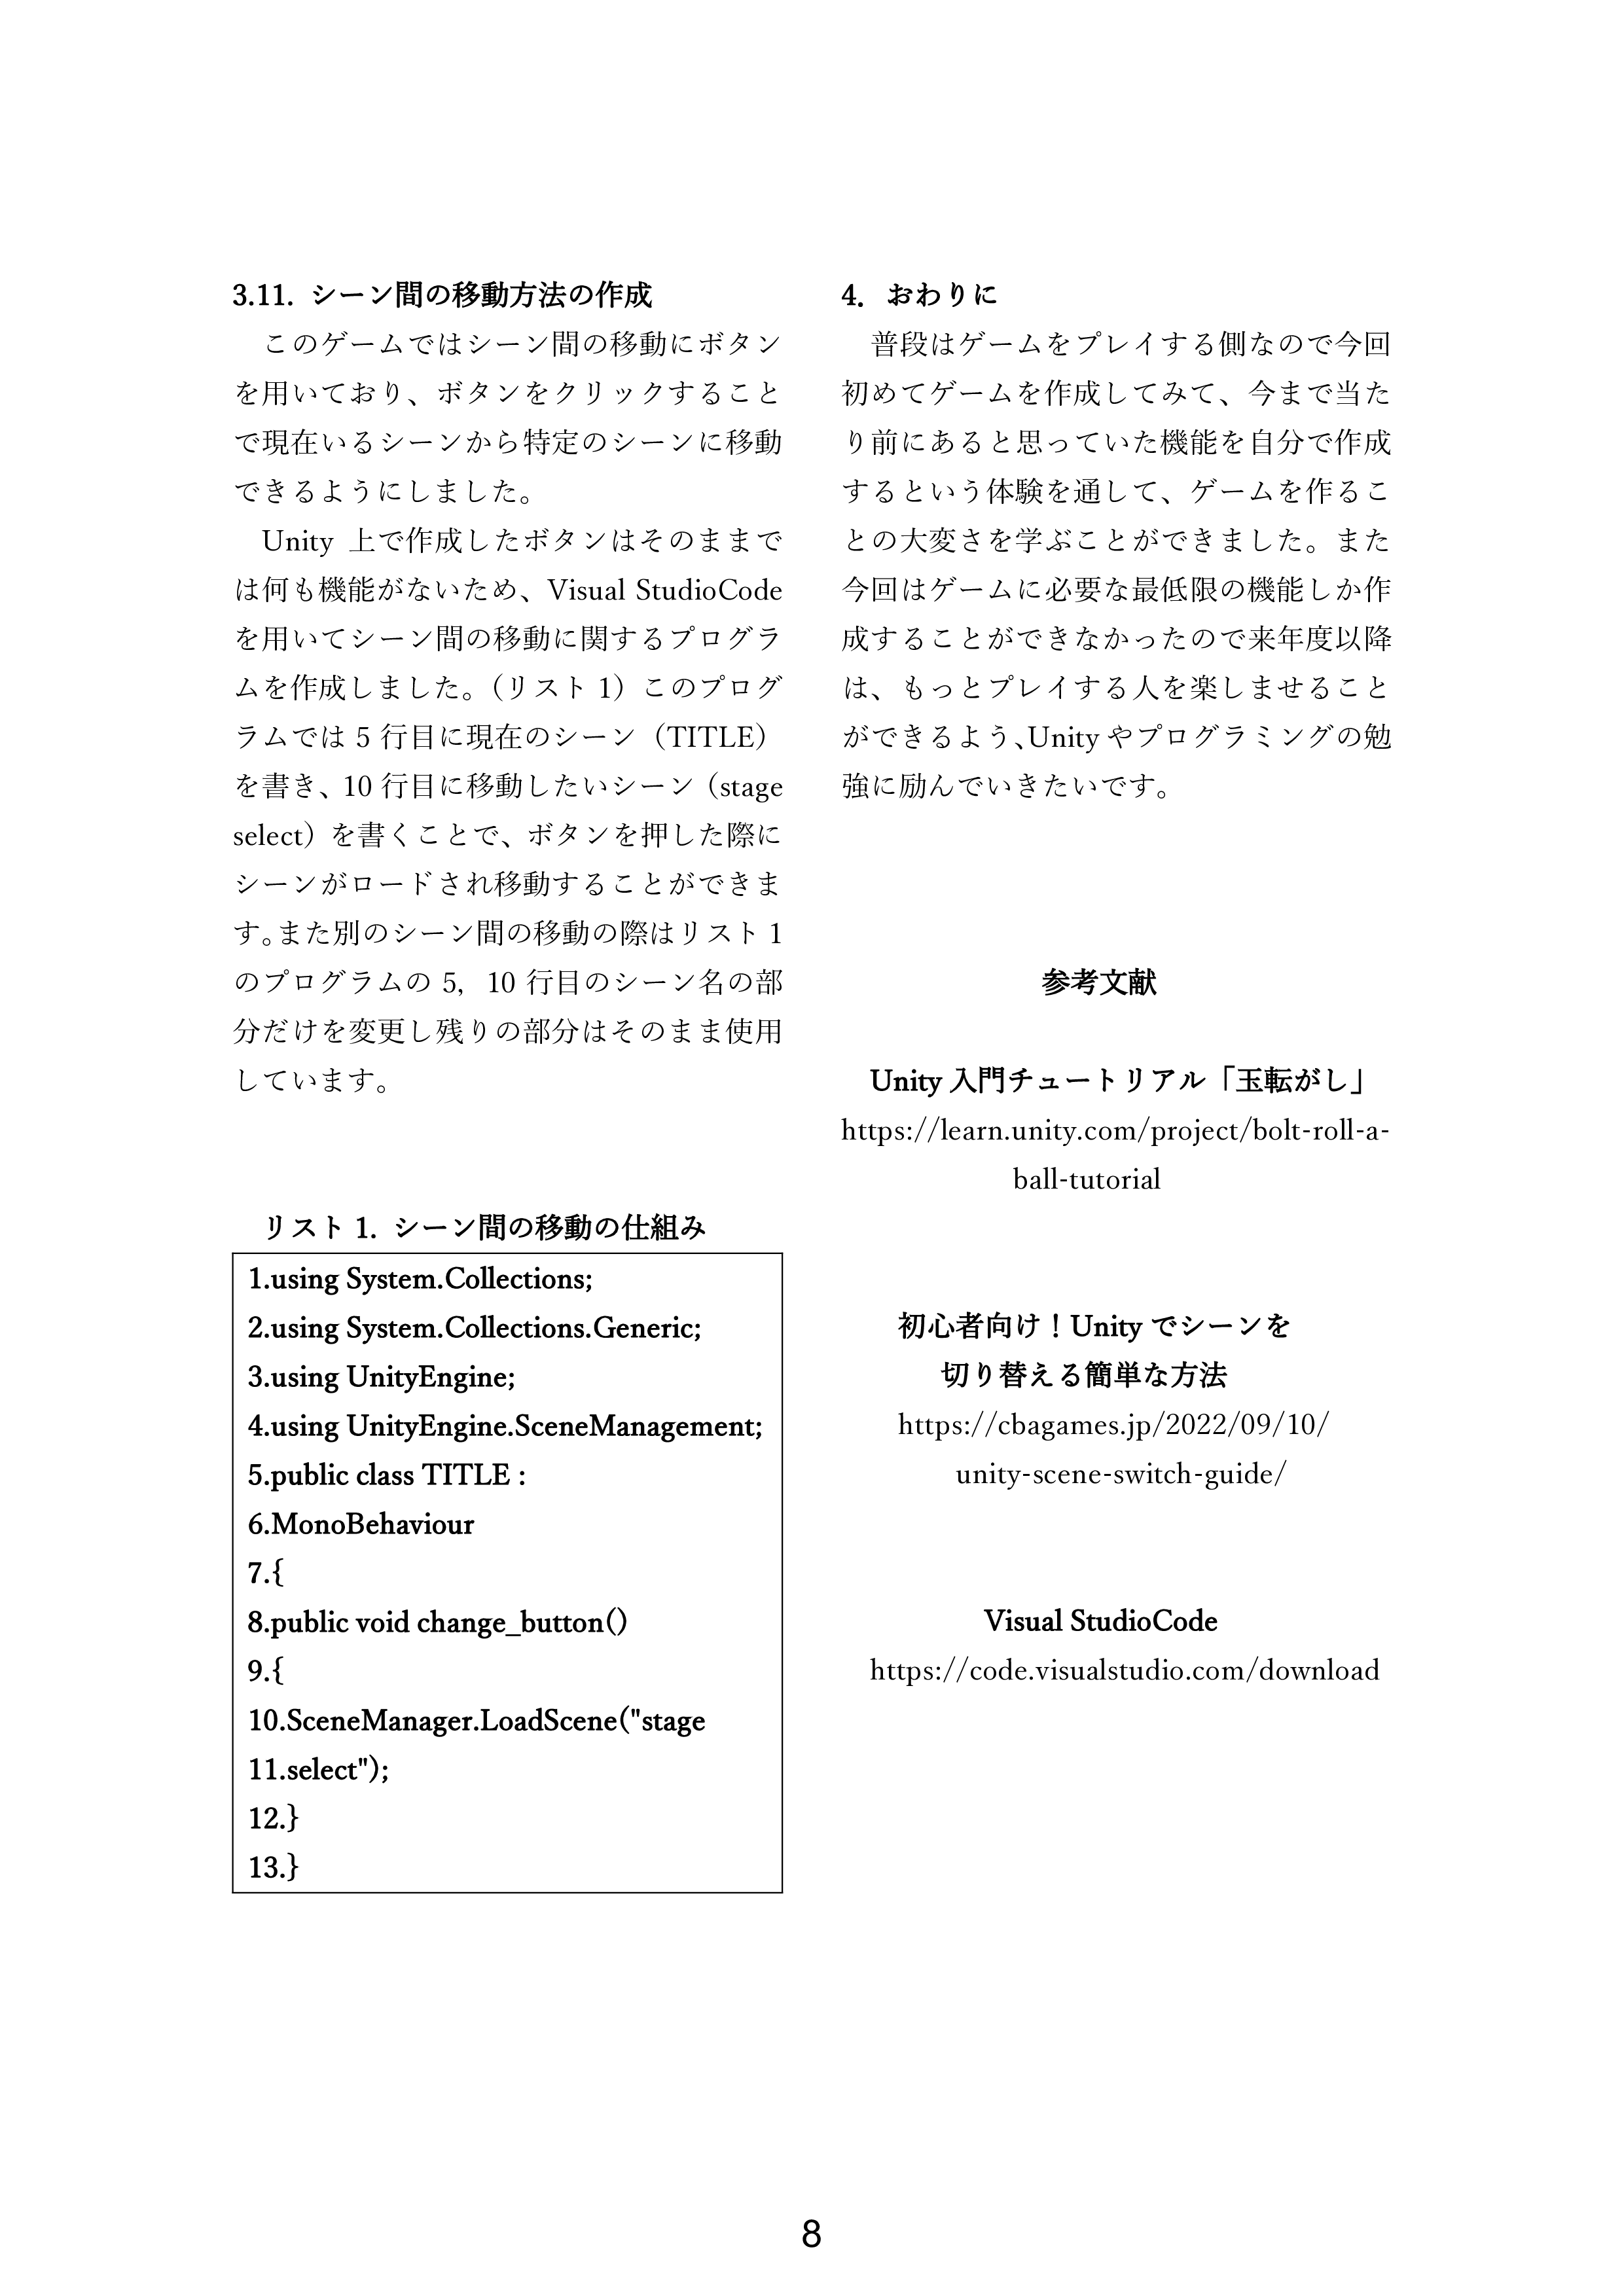 3.11. シーン間の移動方法の作成
このゲームではシーン間の移動にボタン
を用いており、ボタンをクリックすること
で現在いるシーンから特定のシーンに移動
できるようにしました。
Unity 上で作成したボタンはそのままで
は何も機能がないため、Visual StudioCode
を用いてシーン間の移動に関するプログラ
ムを作成しました。（リスト 1）このプログ
ラムでは 5 行目に現在のシーン（TITLE）
を書き、10 行目に移動したいシーン（stage
select）を書くことで、ボタンを押した際に
シーンがロードされ移動することができま
す。また別のシーン間の移動の際はリスト 1
のプログラムの 5，10 行目のシーン名の部
分だけを変更し残りの部分はそのまま使用
しています。
リスト 1. シーン間の移動の仕組み
1.using System.Collections;
2.using System.Collections.Generic;
3.using UnityEngine;
4.using UnityEngine.SceneManagement;
5.public class TITLE :
6.MonoBehaviour
7.{
8.public void change_button()
9.{
10.SceneManager.LoadScene("stage
11.select");
12.}
13.}
4. おわりに
普段はゲームをプレイする側なので今回
初めてゲームを作成してみて、今まで当た
り前にあると思っていた機能を自分で作成
するという体験を通して、ゲームを作るこ
との大変さを学ぶことができました。また
今回はゲームに必要な最低限の機能しか作
成することができなかったので来年度以降
は、もっとプレイする人を楽しませること
ができるよう、Unity やプログラミングの勉
強に励んでいきたいです。
参考文献
Unity 入門チュートリアル「玉転がし」
https://learn.unity.com/project/bolt-roll-a-
ball-tutorial
初心者向け！Unity でシーンを
切り替える簡単な方法
https://cbagames.jp/2022/09/10/
unity-scene-switch-guide/
Visual StudioCode
https://code.visualstudio.com/download
8